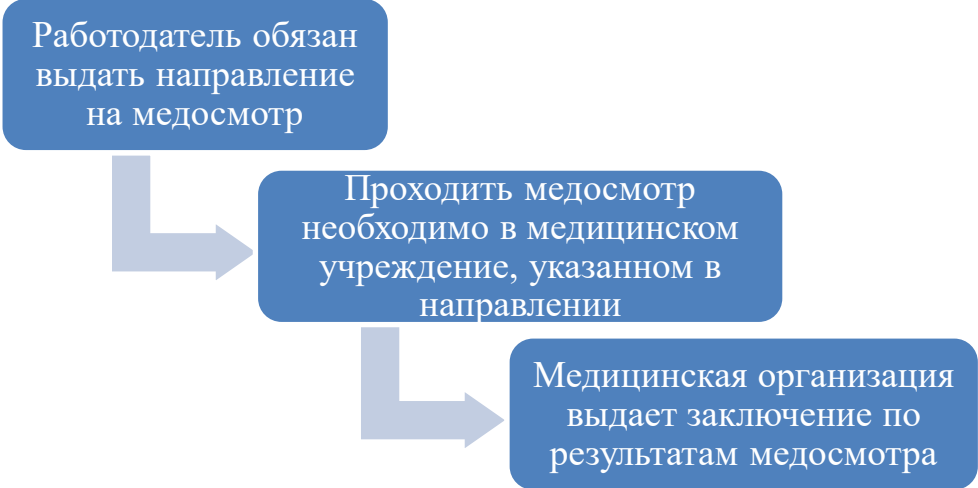 Работодатель обязан
выдать направление
на медосмотр
Проходить медосмотр
необходимо в медицинском
учреждение, указанном в
направлении
Медицинская организация
выдает заключение по
результатам медосмотра